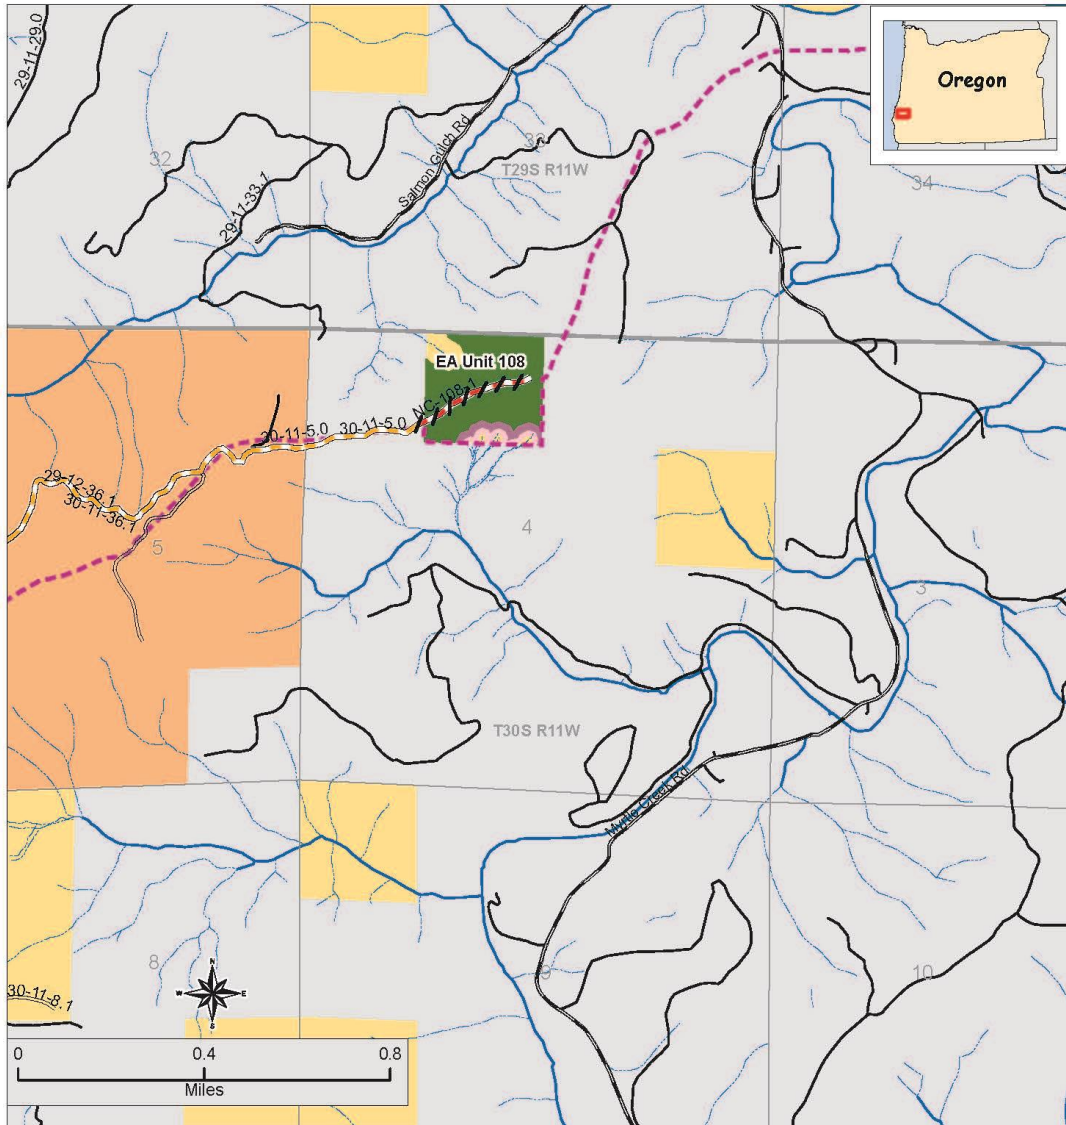 29-11-29.0
Oregon
32
33
Salmon Gulch Rd
T29S R11W
34
29-11-33.1
EA Unit 108
NC-108-1
30-11-5.0
30-11-5.0
29-12-36.1
30-11-36.1
5
4
3
T30S R11W
Myrtle Creek Rd
8
9
10
N
W
E
S
30-11-8.1
0
0.4
0.8
Miles